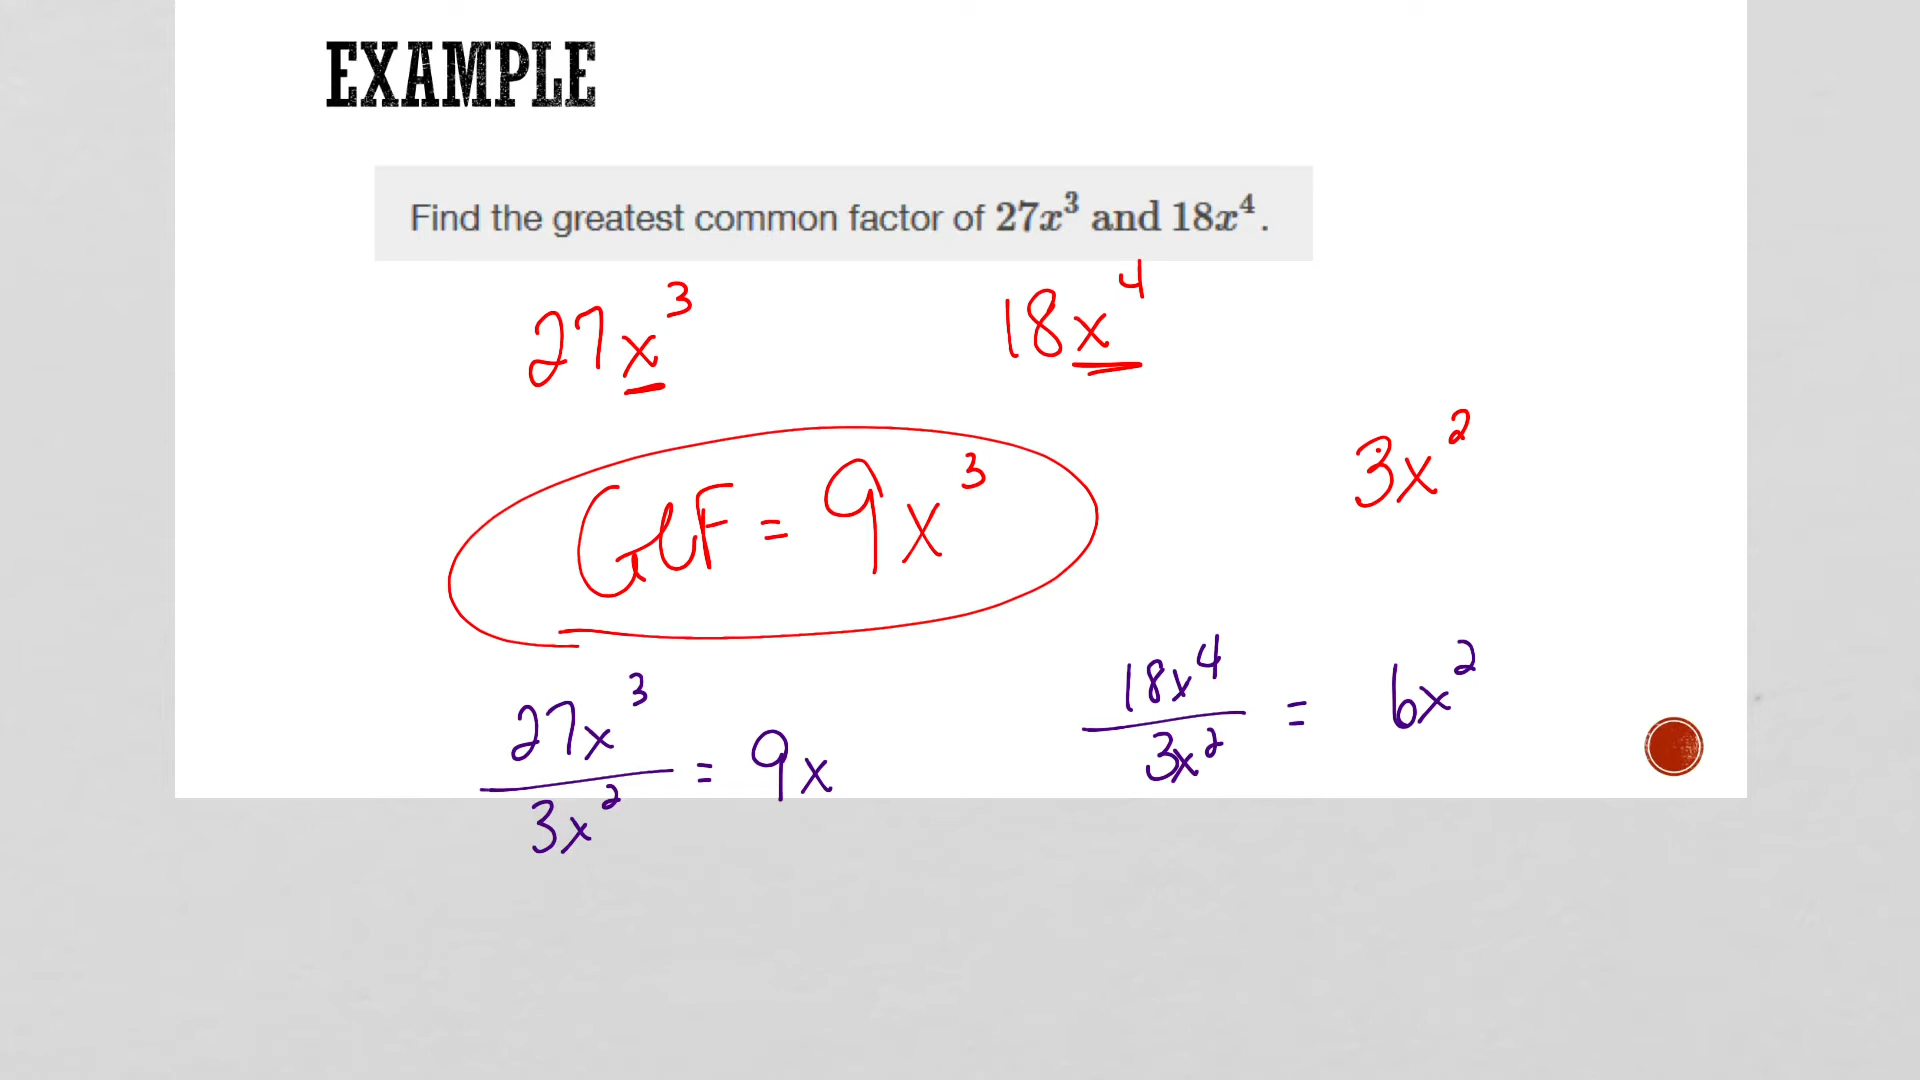 EXAMPLE
Find the greatest common factor of 27x³ and 18x⁴.
27x³ 18x⁴
GCF = 9x³ 3x²
27x³/3x² = 9x 18x⁴/3x² = 6x²